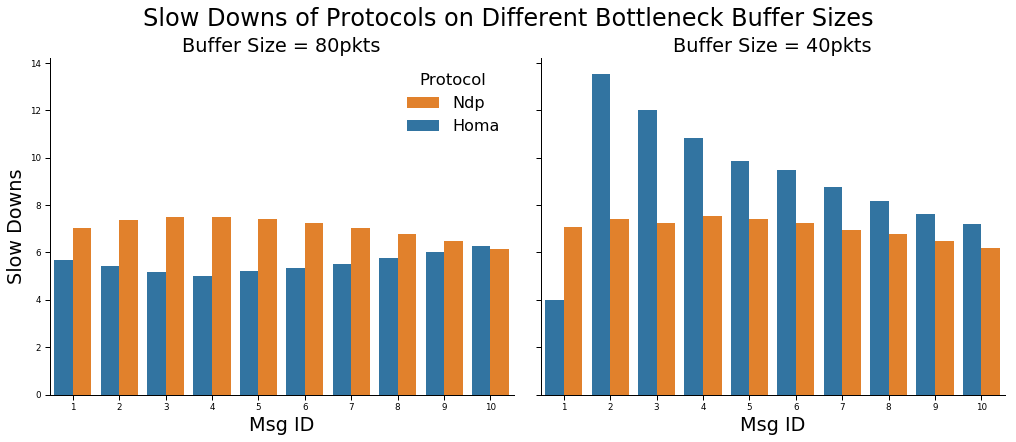 Slow Downs of Protocols on Different Bottleneck Buffer Sizes
Buffer Size = 80pkts
Buffer Size = 40pkts
Protocol
Ndp
Homa
Slow Downs
14
12
10
8
6
4
2
0
1 2 3 4 5 6 7 8 9 10
1 2 3 4 5 6 7 8 9 10
Msg ID
Msg ID